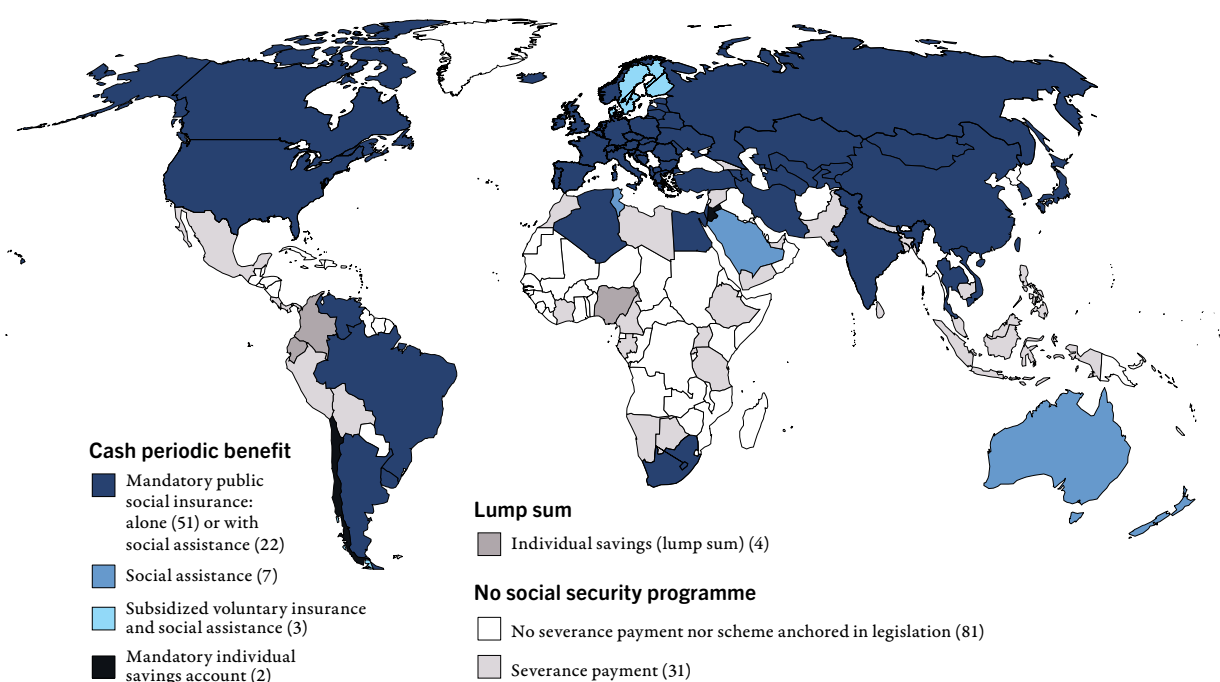 Cash periodic benefit
Mandatory public
social insurance:
alone (51) or with
social assistance (22)
Social assistance (7)
Subsidized voluntary insurance
and social assistance (3)
Mandatory individual
savings account (2)
Lump sum
Individual savings (lump sum) (4)
No social security programme
No severance payment nor scheme anchored in legislation (81)
Severance payment (31)